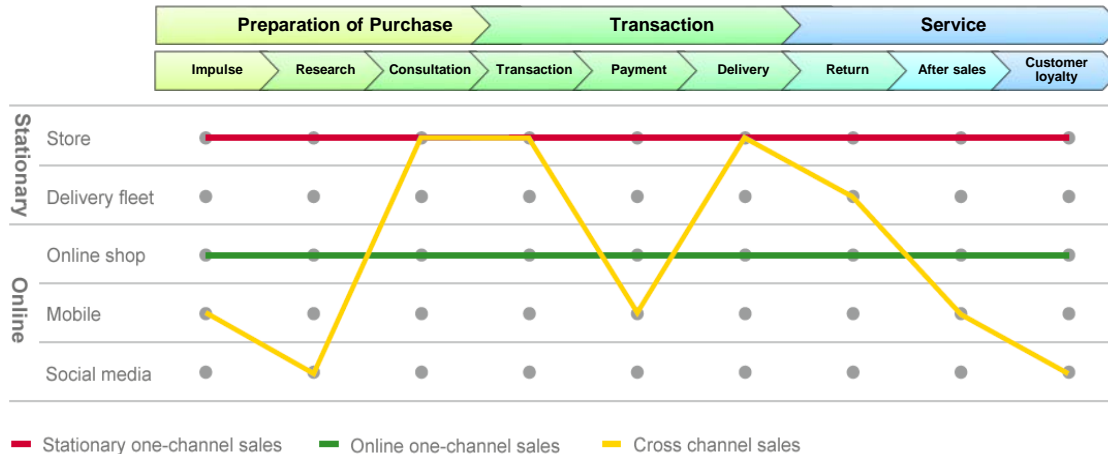 Preparation of Purchase Transaction Service
Impulse Research Consultation Transaction Payment Delivery Return After sales Customer loyalty
Stationary
Store
Delivery fleet
Online
Online shop
Mobile
Social media
Stationary one-channel sales Online one-channel sales Cross channel sales